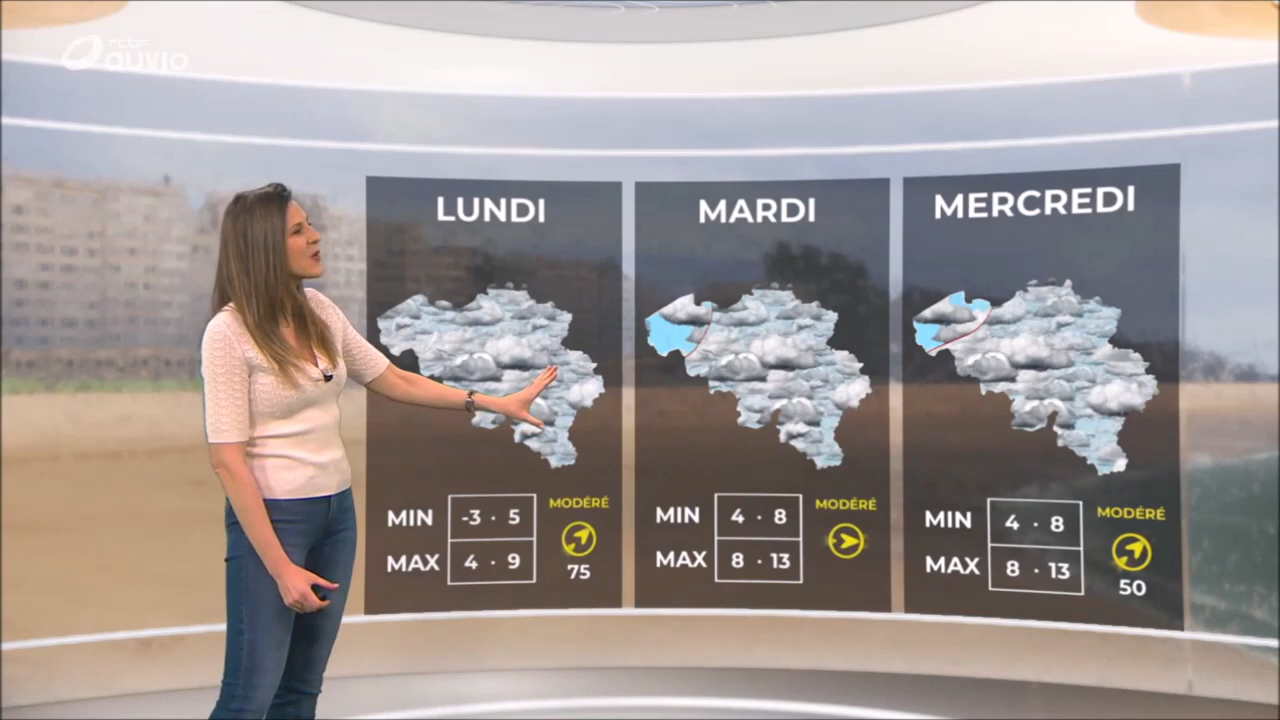 rtbf
auvio
LUNDI
MIN -3 · 5
MAX 4 · 9
MODÉRÉ
75
MARDI
MIN 4 · 8
MAX 8 · 13
MODÉRÉ
MERCREDI
MIN 4 · 8
MAX 8 · 13
MODÉRÉ
50